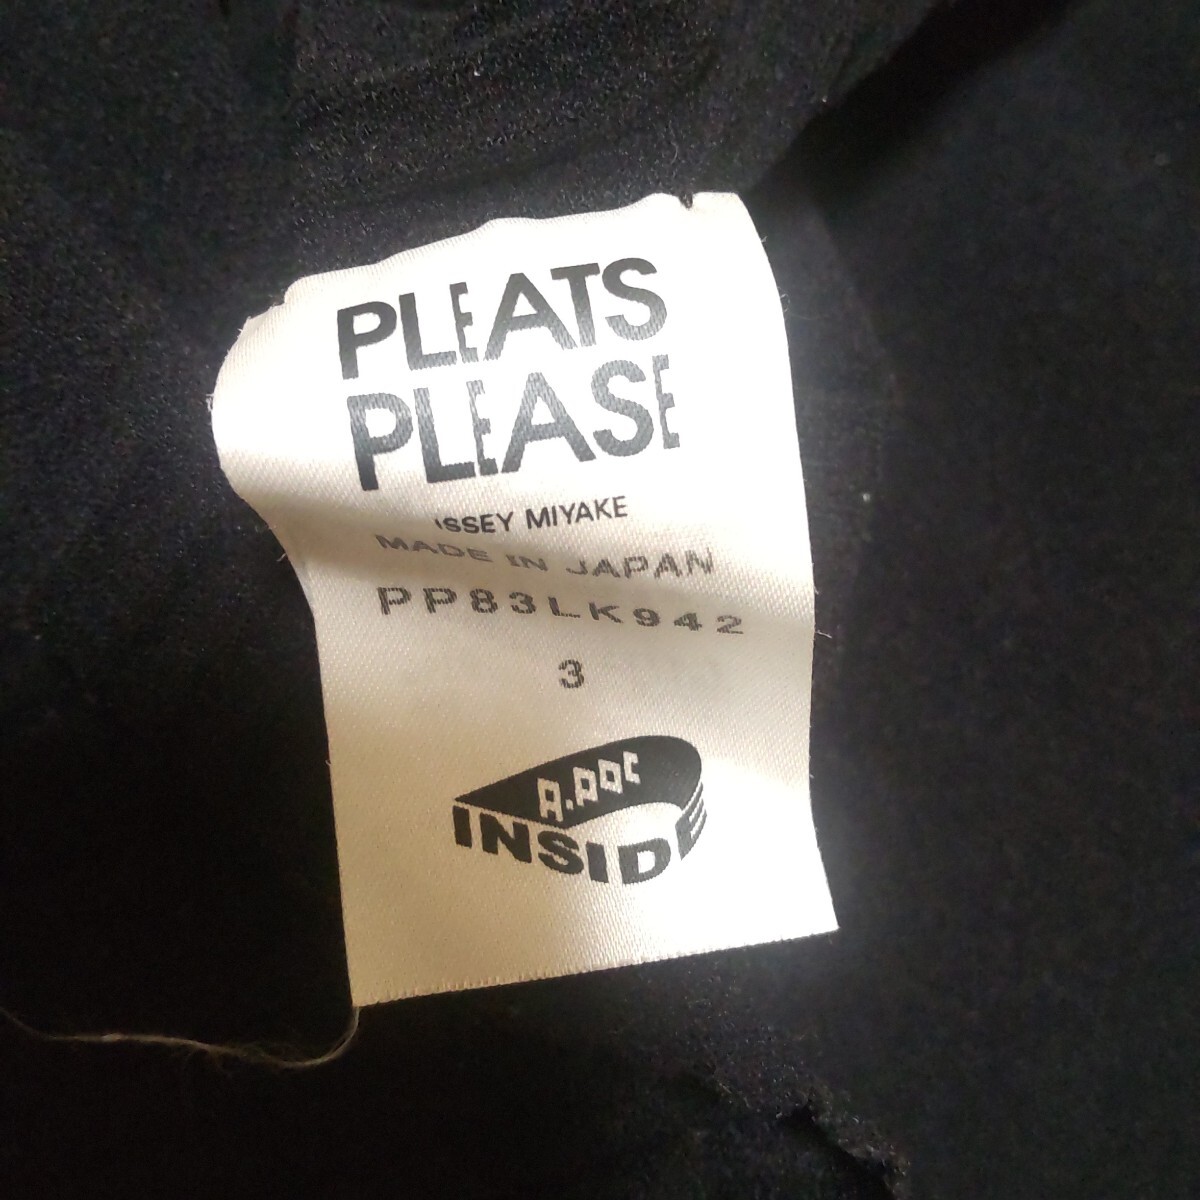 PLEATS
PLEASE
ISSEY MIYAKE
MADE IN JAPAN
PP83LK942
3
A.POC
INSIDE